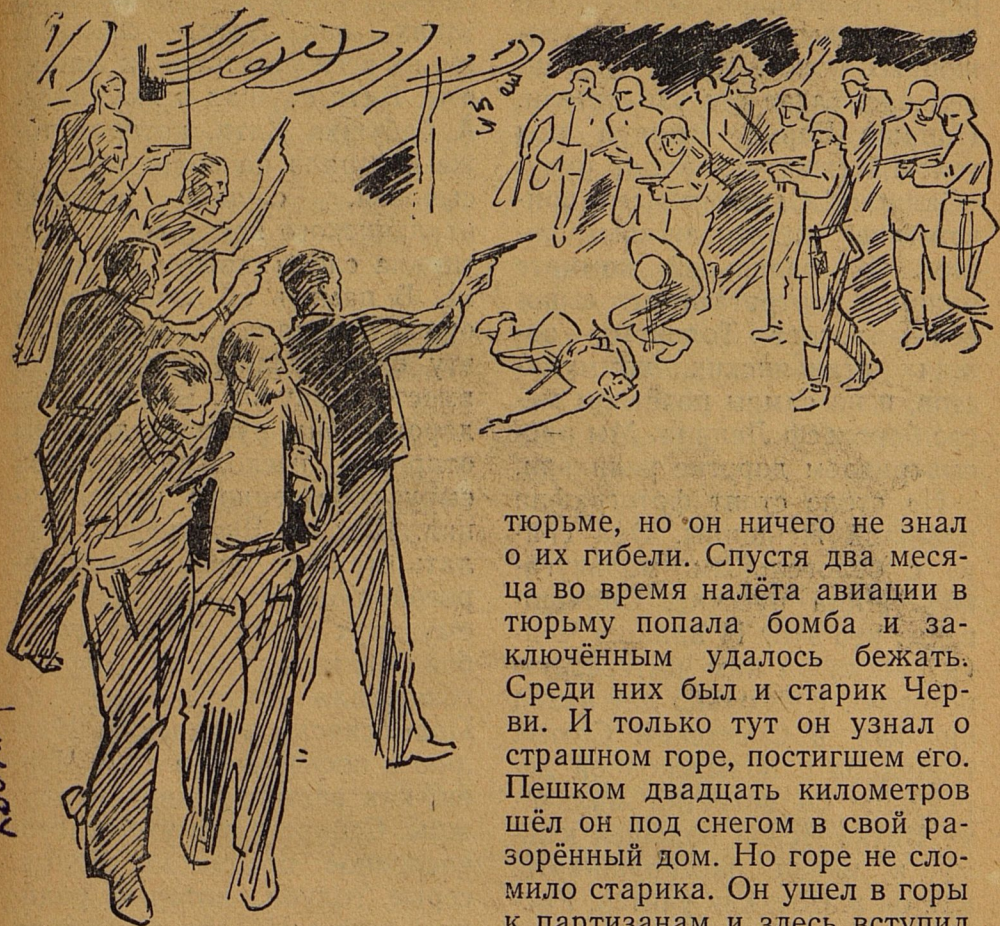 тюрьме, но он ничего не знал
о их гибели. Спустя два меся-
ца во время налёта авиации в
тюрьму попала бомба и за-
ключённым удалось бежать.
Среди них был и старик Чер-
ви. И только тут он узнал о
страшном горе, постигшем его.
Пешком двадцать километров
шёл он под снегом в свой ра-
зорённый дом. Но горе не сло-
мило старика. Он ушел в горы
к партизанам и здесь вступил